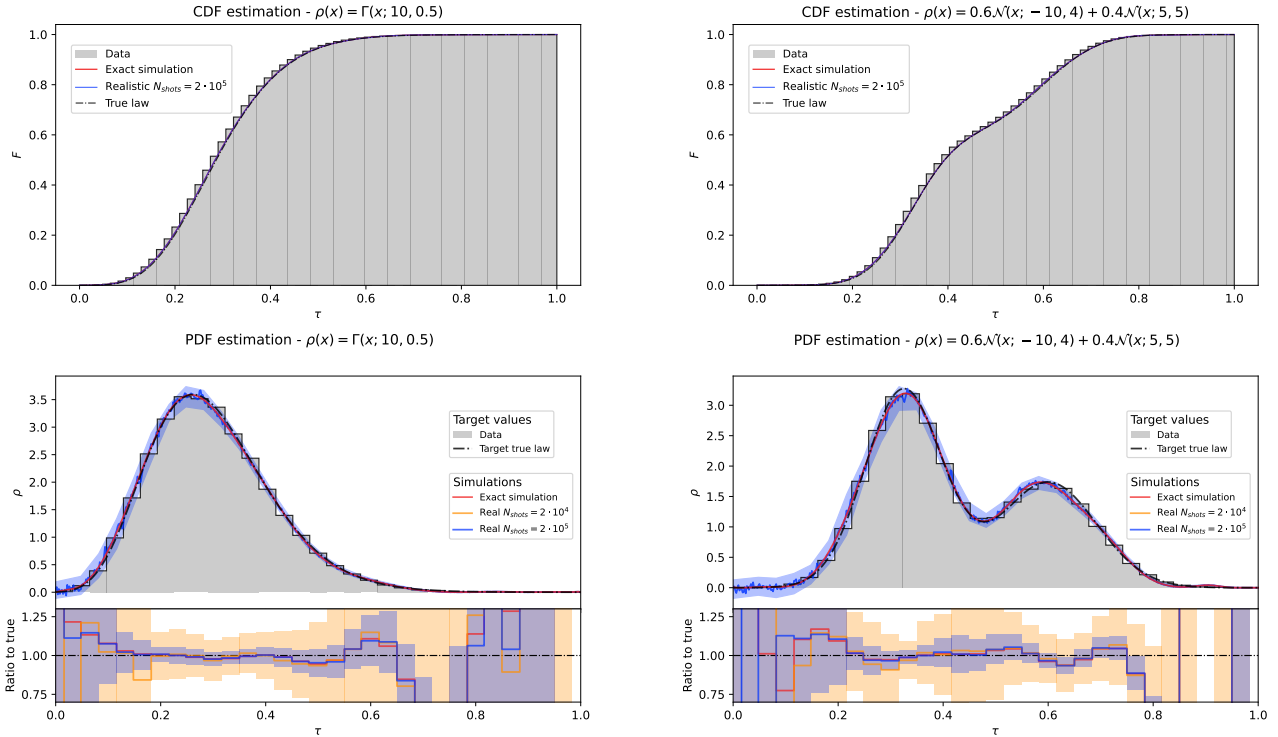 CDF estimation - ρ(x) = Γ(x; 10, 0.5)
1.0
0.8
0.6
0.4
0.2
0.0
F
Data
Exact simulation
Realistic N_shots = 2 · 10^5
True law
0.0 0.2 0.4 0.6 0.8 1.0
τ
CDF estimation - ρ(x) = 0.6𝒩(x; −10, 4) + 0.4𝒩(x; 5, 5)
1.0
0.8
0.6
0.4
0.2
0.0
F
Data
Exact simulation
Realistic N_shots = 2 · 10^5
True law
0.0 0.2 0.4 0.6 0.8 1.0
τ
PDF estimation - ρ(x) = Γ(x; 10, 0.5)
3.5
3.0
2.5
2.0
1.5
1.0
0.5
0.0
ρ
Target values
Data
Target true law
Simulations
Exact simulation
Real N_shots = 2 · 10^4
Real N_shots = 2 · 10^5
1.25
1.00
0.75
Ratio to true
0.0 0.2 0.4 0.6 0.8 1.0
τ
PDF estimation - ρ(x) = 0.6𝒩(x; −10, 4) + 0.4𝒩(x; 5, 5)
3.0
2.5
2.0
1.5
1.0
0.5
0.0
ρ
Target values
Data
Target true law
Simulations
Exact simulation
Real N_shots = 2 · 10^4
Real N_shots = 2 · 10^5
1.25
1.00
0.75
Ratio to true
0.0 0.2 0.4 0.6 0.8 1.0
τ